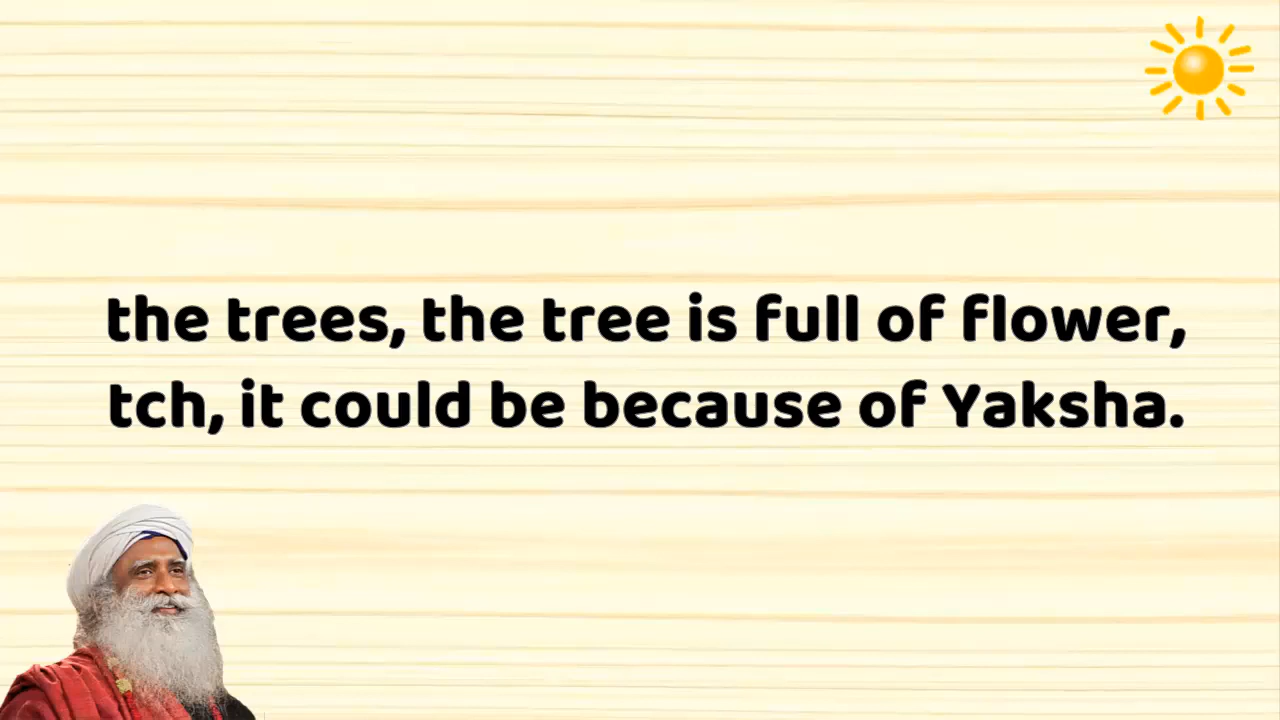 the trees, the tree is full of flower,
tch, it could be because of Yaksha.